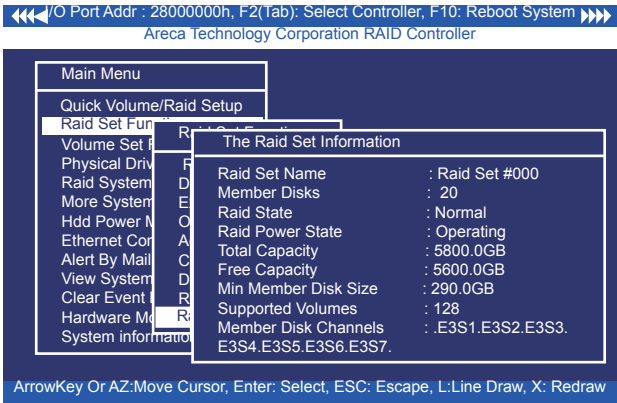 /O Port Addr : 28000000h, F2(Tab): Select Controller, F10: Reboot System
Areca Technology Corporation RAID Controller
Main Menu
Quick Volume/Raid Setup
Raid Set
Volume Set
Physical
Raid System
More System
Hdd Power
Ethernet
Alert By Mail
View System
Clear Event
Hardware
System
The Raid Set Information
Raid Set Name : Raid Set #000
Member Disks : 20
Raid State : Normal
Raid Power State : Operating
Total Capacity : 5800.0GB
Free Capacity : 5600.0GB
Min Member Disk Size : 290.0GB
Supported Volumes : 128
Member Disk Channels : .E3S1.E3S2.E3S3.
E3S4.E3S5.E3S6.E3S7.
ArrowKey Or AZ:Move Cursor, Enter: Select, ESC: Escape, L:Line Draw, X: Redraw